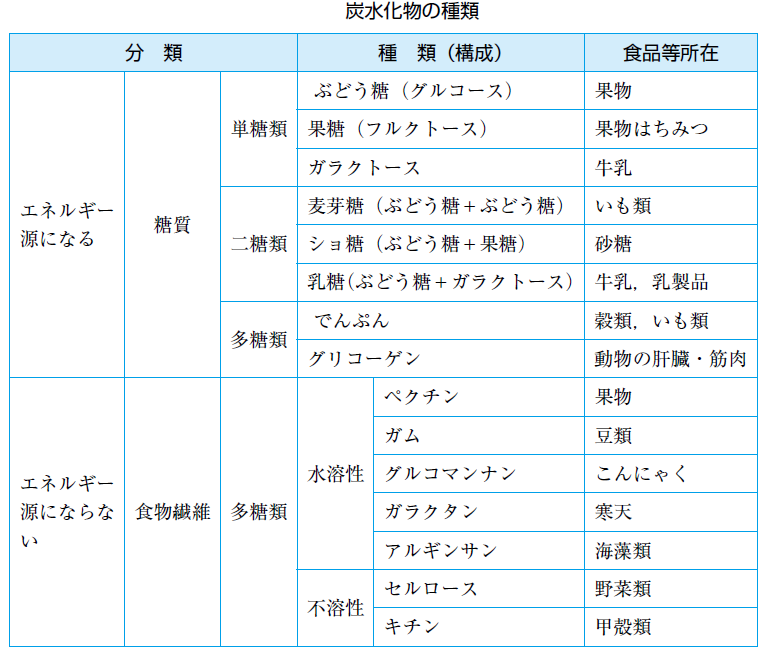 炭水化物の種類
分　類　種　類（構成）　食品等所在
エネルギー
源になる
糖質
単糖類
ぶどう糖（グルコース）　果物
果糖（フルクトース）　果物はちみつ
ガラクトース　牛乳
二糖類
麦芽糖（ぶどう糖＋ぶどう糖）　いも類
ショ糖（ぶどう糖＋果糖）　砂糖
乳糖（ぶどう糖＋ガラクトース）　牛乳，乳製品
多糖類
でんぷん　穀類，いも類
グリコーゲン　動物の肝臓・筋肉
エネルギー
源にならな
い
食物繊維
多糖類
水溶性
ペクチン　果物
ガム　豆類
グルコマンナン　こんにゃく
ガラクタン　寒天
アルギンサン　海藻類
不溶性
セルロース　野菜類
キチン　甲殻類